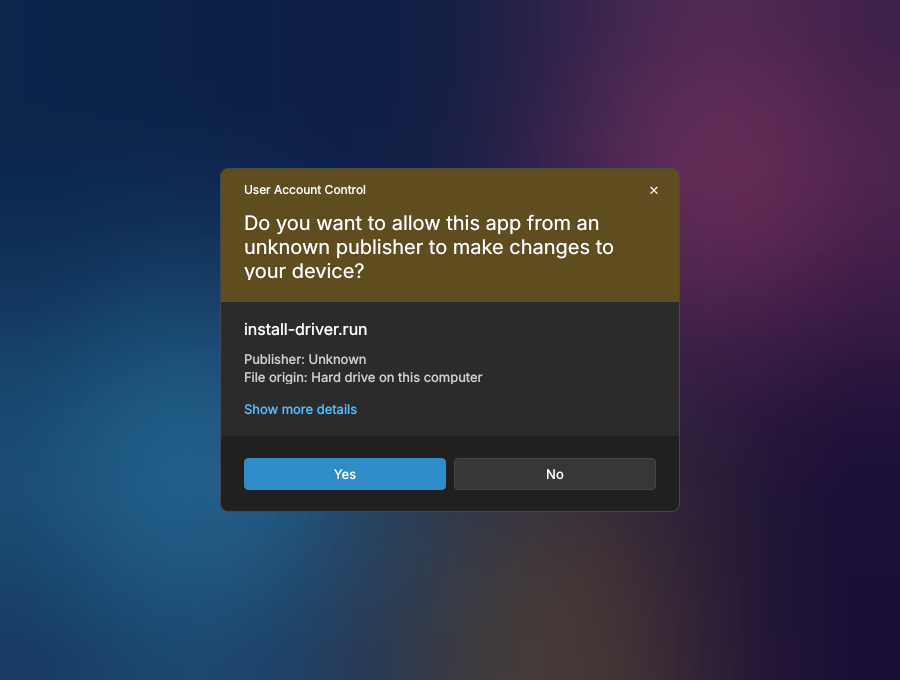 User Account Control
Do you want to allow this app from an
unknown publisher to make changes to
your device?
install-driver.run
Publisher: Unknown
File origin: Hard drive on this computer
Show more details
Yes
No